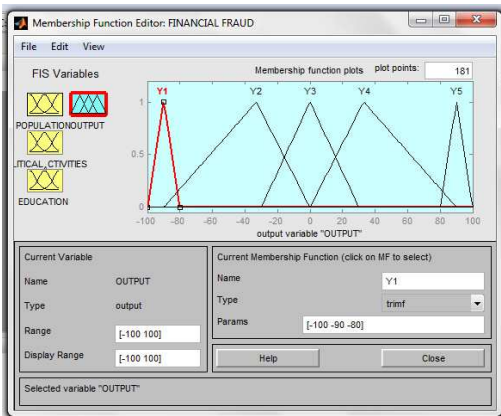 Membership Function Editor: FINANCIAL FRAUD
File Edit View
FIS Variables
POPULATION OUTPUT
LITICAL_CTIVITIES
EDUCATION
Membership function plots
plot points:
181
Y1 Y2 Y3 Y4 Y5
1
0.5
0
-100 -80 -60 -40 -20 0 20 40 60 80 100
output variable "OUTPUT"
Current Variable
Name OUTPUT
Type output
Range [-100 100]
Display Range [-100 100]
Current Membership Function (click on MF to select)
Name Y1
Type trimf
Params [-100 -90 -80]
Help Close
Selected variable "OUTPUT"